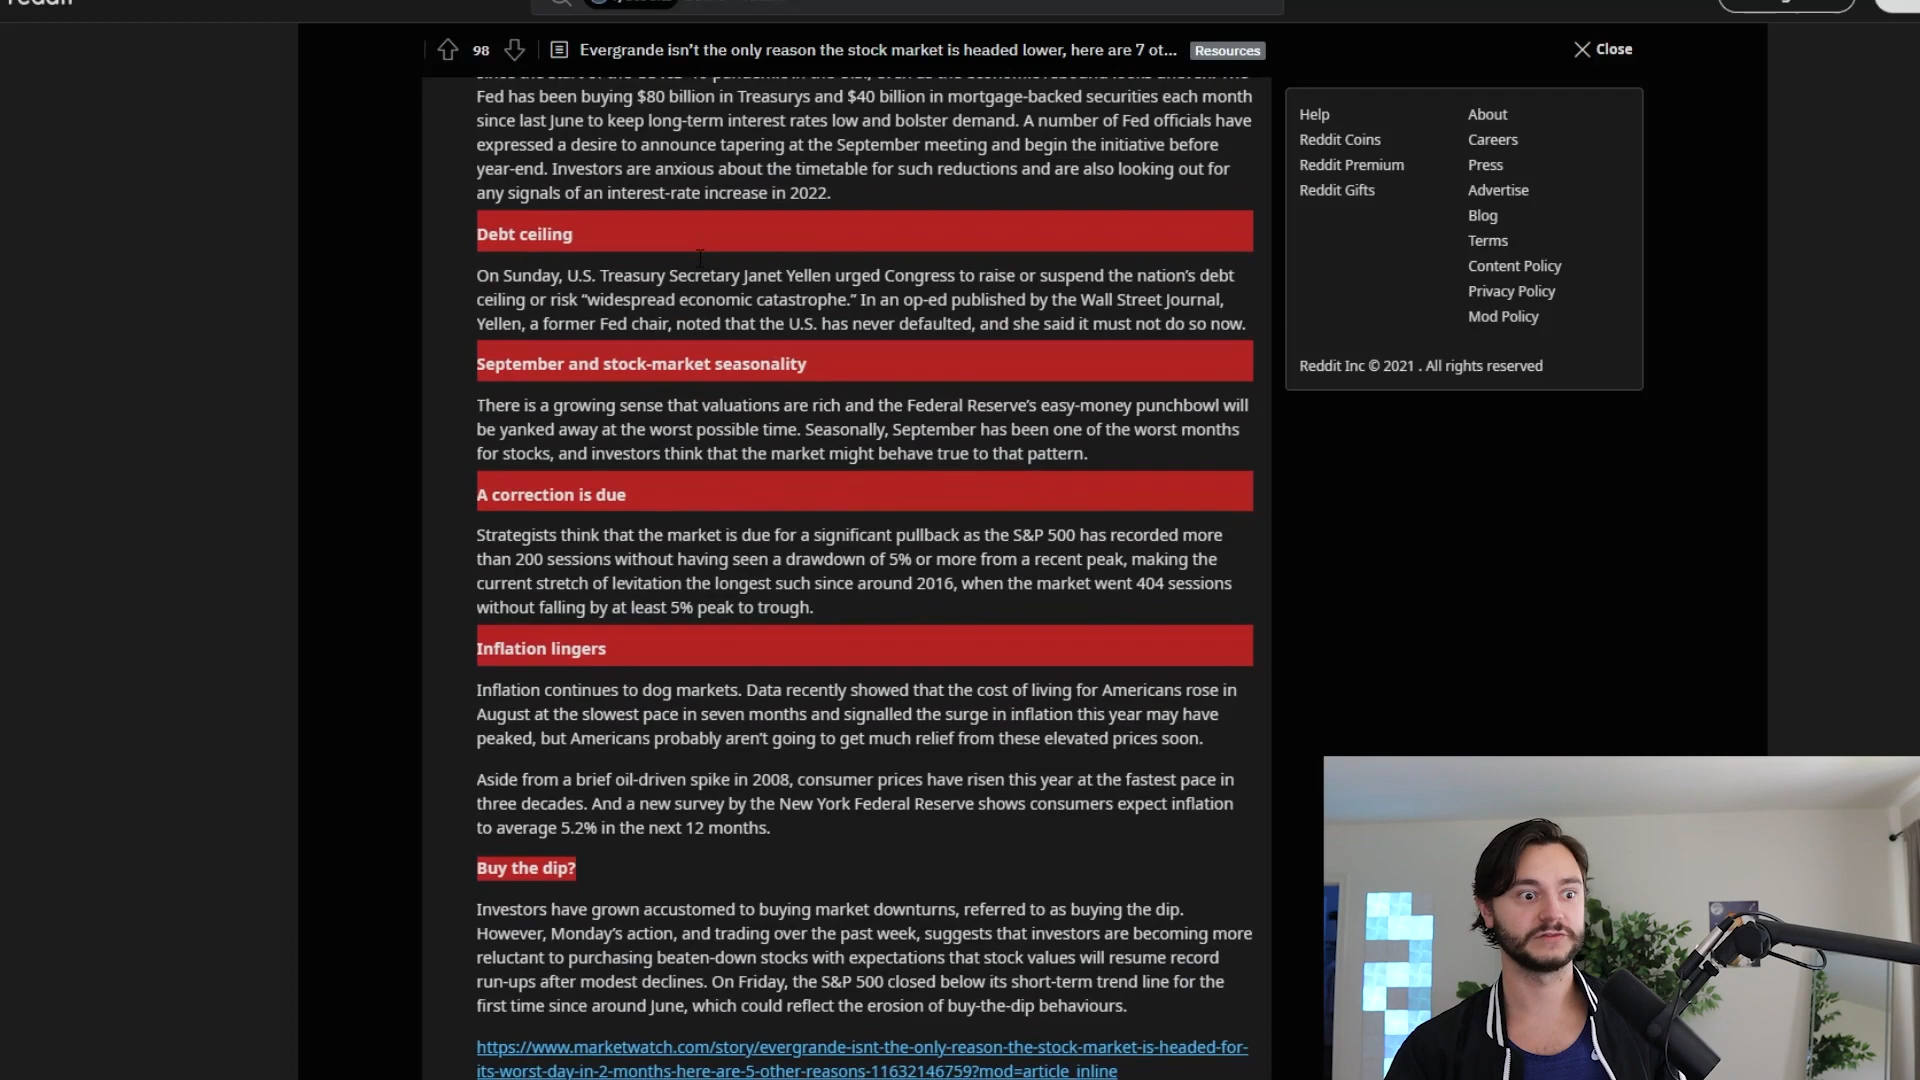 reddit
98
Evergrande isn't the only reason the stock market is headed lower, here are 7 ot...
Resources
Close
Fed has been buying $80 billion in Treasurys and $40 billion in mortgage-backed securities each month
since last June to keep long-term interest rates low and bolster demand. A number of Fed officials have
expressed a desire to announce tapering at the September meeting and begin the initiative before
year-end. Investors are anxious about the timetable for such reductions and are also looking out for
any signals of an interest-rate increase in 2022.
Debt ceiling
On Sunday, U.S. Treasury Secretary Janet Yellen urged Congress to raise or suspend the nation's debt
ceiling or risk “widespread economic catastrophe.” In an op-ed published by the Wall Street Journal,
Yellen, a former Fed chair, noted that the U.S. has never defaulted, and she said it must not do so now.
September and stock-market seasonality
There is a growing sense that valuations are rich and the Federal Reserve's easy-money punchbowl will
be yanked away at the worst possible time. Seasonally, September has been one of the worst months
for stocks, and investors think that the market might behave true to that pattern.
A correction is due
Strategists think that the market is due for a significant pullback as the S&P 500 has recorded more
than 200 sessions without having seen a drawdown of 5% or more from a recent peak, making the
current stretch of levitation the longest such since around 2016, when the market went 404 sessions
without falling by at least 5% peak to trough.
Inflation lingers
Inflation continues to dog markets. Data recently showed that the cost of living for Americans rose in
August at the slowest pace in seven months and signalled the surge in inflation this year may have
peaked, but Americans probably aren't going to get much relief from these elevated prices soon.
Aside from a brief oil-driven spike in 2008, consumer prices have risen this year at the fastest pace in
three decades. And a new survey by the New York Federal Reserve shows consumers expect inflation
to average 5.2% in the next 12 months.
Buy the dip?
Investors have grown accustomed to buying market downturns, referred to as buying the dip.
However, Monday's action, and trading over the past week, suggests that investors are becoming more
reluctant to purchasing beaten-down stocks with expectations that stock values will resume record
run-ups after modest declines. On Friday, the S&P 500 closed below its short-term trend line for the
first time since around June, which could reflect the erosion of buy-the-dip behaviours.
https://www.marketwatch.com/story/evergrande-isnt-the-only-reason-the-stock-market-is-headed-for-
its-worst-day-in-2-months-here-are-5-other-reasons-11632146759?mod=article_inline
Help
Reddit Coins
Reddit Premium
Reddit Gifts
About
Careers
Press
Advertise
Blog
Terms
Content Policy
Privacy Policy
Mod Policy
Reddit Inc © 2021 . All rights reserved